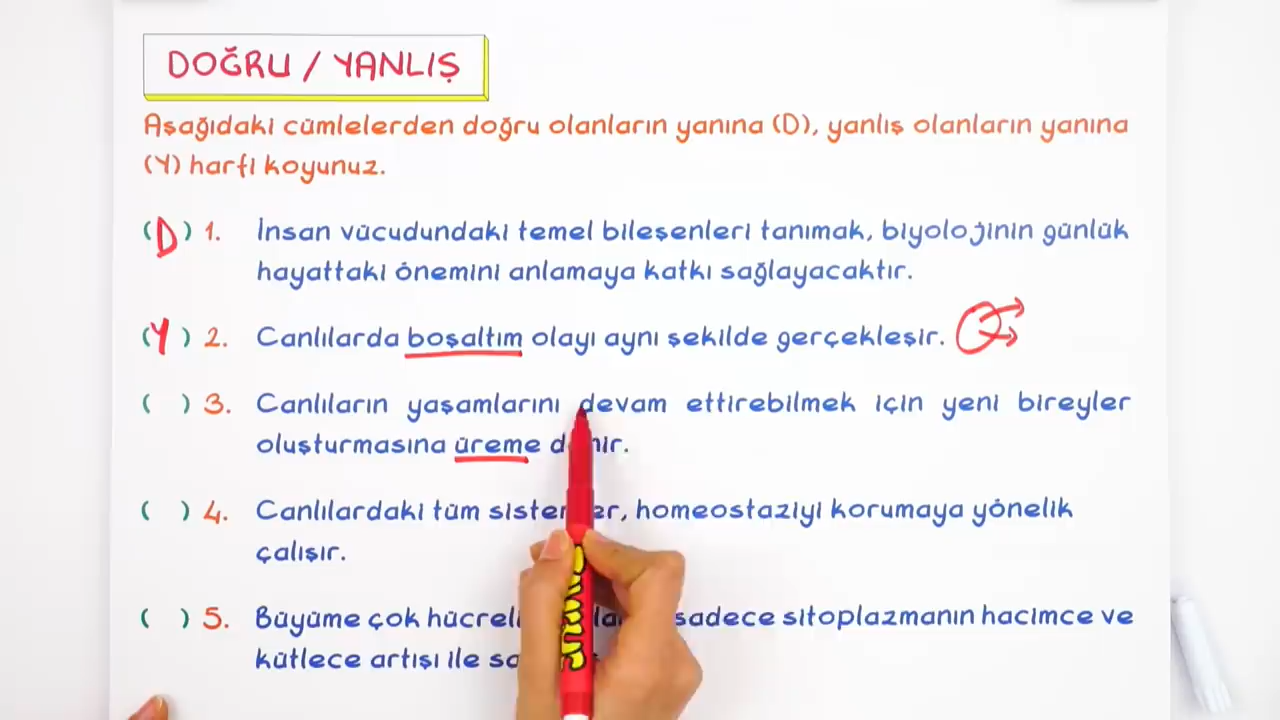 DOĞRU / YANLIŞ
Aşağıdaki cümlelerden doğru olanların yanına (D), yanlış olanların yanına
(Y) harfi koyunuz.
(D) 1. İnsan vücudundaki temel bileşenleri tanımak, biyolojinin günlük
hayattaki önemini anlamaya katkı sağlayacaktır.
(Y) 2. Canlılarda boşaltım olayı aynı şekilde gerçekleşir.
( ) 3. Canlıların yaşamlarını devam ettirebilmek için yeni bireyler
oluşturmasına üreme denir.
( ) 4. Canlılardaki tüm sistemler, homeostaziyi korumaya yönelik
çalışır.
( ) 5. Büyüme çok hücreli sadece sitoplazmanın hacimce ve
kütlece artışı ile